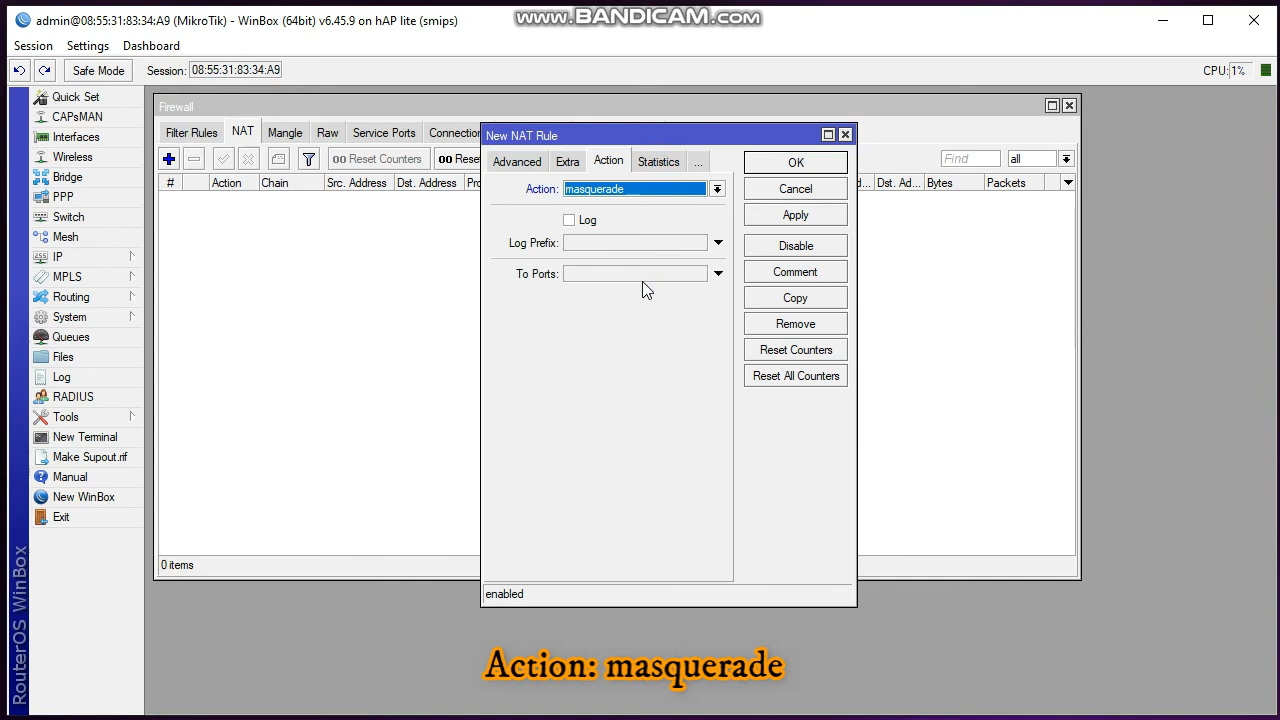 admin@08:55:31:83:34:A9 (MikroTik) - WinBox (64bit) v6.45.9 on hAP lite (smips)
www.BANDICAM.com
Session Settings Dashboard
Safe Mode Session: 08:55:31:83:34:A9 CPU: 1%
Quick Set
CAPsMAN
Interfaces
Wireless
Bridge
PPP
Switch
Mesh
IP
MPLS
Routing
System
Queues
Files
Log
RADIUS
Tools
New Terminal
Make Supout.rif
Manual
New WinBox
Exit
RouterOS WinBox
Firewall
Filter Rules NAT Mangle Raw Service Ports Connection
00 Reset Counters 00 Reset Find all
# Action Chain Src. Address Dst. Address Pro d... Dst. Ad... Bytes Packets
0 items
New NAT Rule
Advanced Extra Action Statistics ...
Action: masquerade
Log
Log Prefix:
To Ports:
OK
Cancel
Apply
Disable
Comment
Copy
Remove
Reset Counters
Reset All Counters
enabled
Action: masquerade